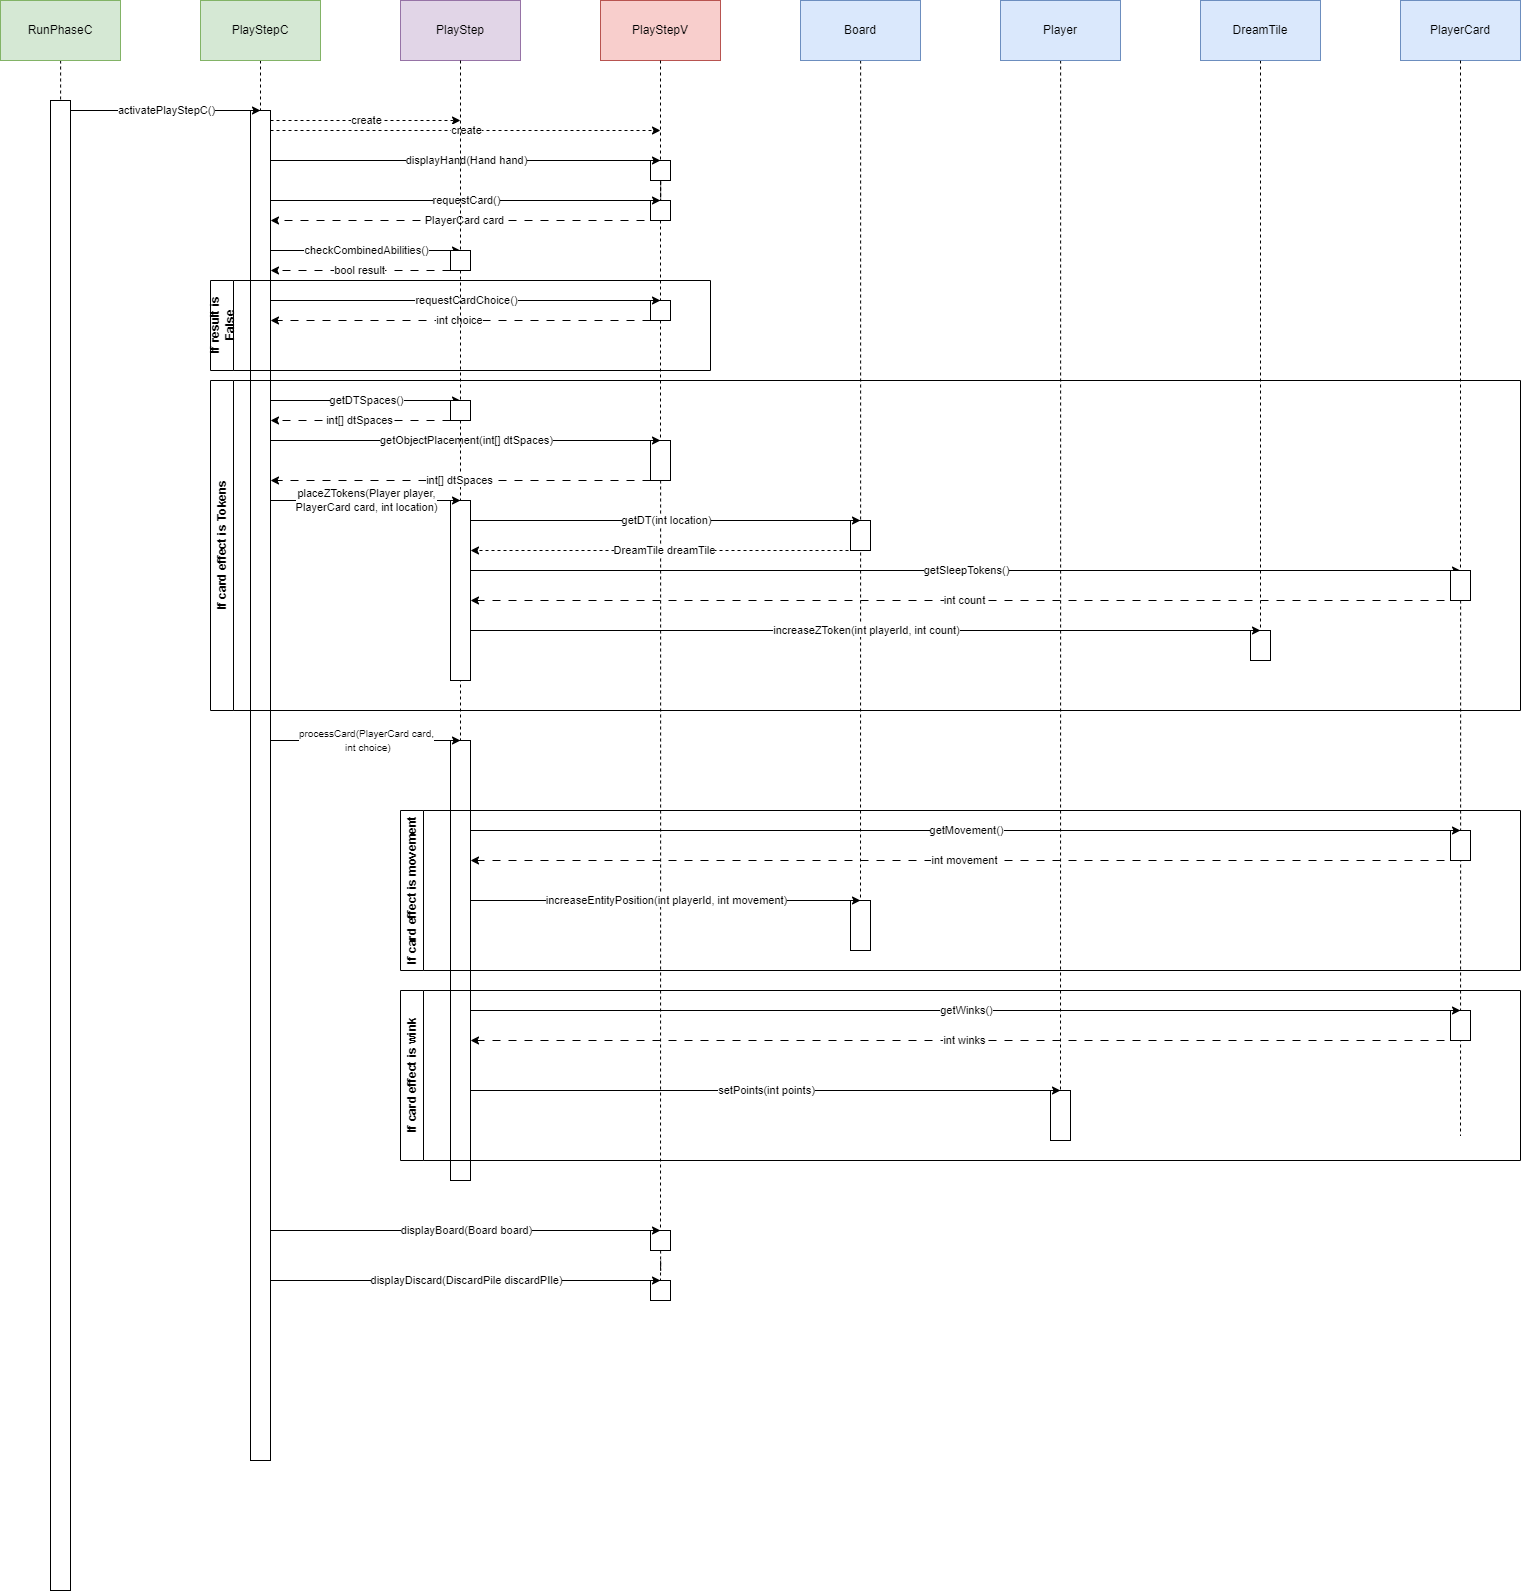 RunPhaseC
PlayStepC
PlayStep
PlayStepV
Board
Player
DreamTile
PlayerCard
activatePlayStepC()
create
create
displayHand(Hand hand)
requestCard()
PlayerCard card
checkCombinedAbilities()
bool result
If result is
False
requestCardChoice()
int choice
If card effect is Tokens
getDTSpaces()
int[] dtSpaces
getObjectPlacement(int[] dtSpaces)
int[] dtSpaces
placeZTokens(Player player,
PlayerCard card, int location)
getDT(int location)
DreamTile dreamTile
getSleepTokens()
int count
increaseZToken(int playerId, int count)
processCard(PlayerCard card,
int choice)
If card effect is movement
getMovement()
int movement
increaseEntityPosition(int playerId, int movement)
If card effect is wink
getWinks()
int winks
setPoints(int points)
displayBoard(Board board)
displayDiscard(DiscardPile discardPIle)